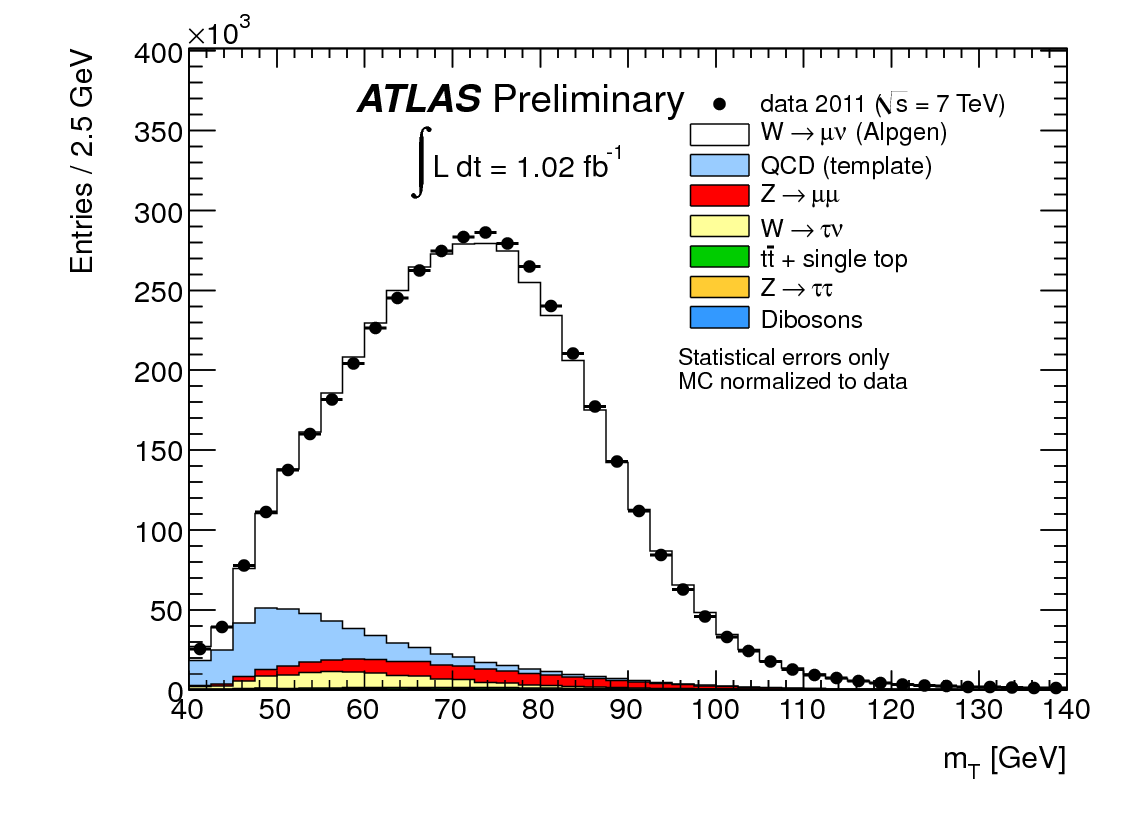 ×10³
400
350
300
250
200
150
100
50
0
Entries / 2.5 GeV
ATLAS Preliminary
∫ L dt = 1.02 fb⁻¹
data 2011 (√s = 7 TeV)
W → μν (Alpgen)
QCD (template)
Z → μμ
W → τν
tt̄ + single top
Z → ττ
Dibosons
Statistical errors only
MC normalized to data
40 50 60 70 80 90 100 110 120 130 140
m_T [GeV]